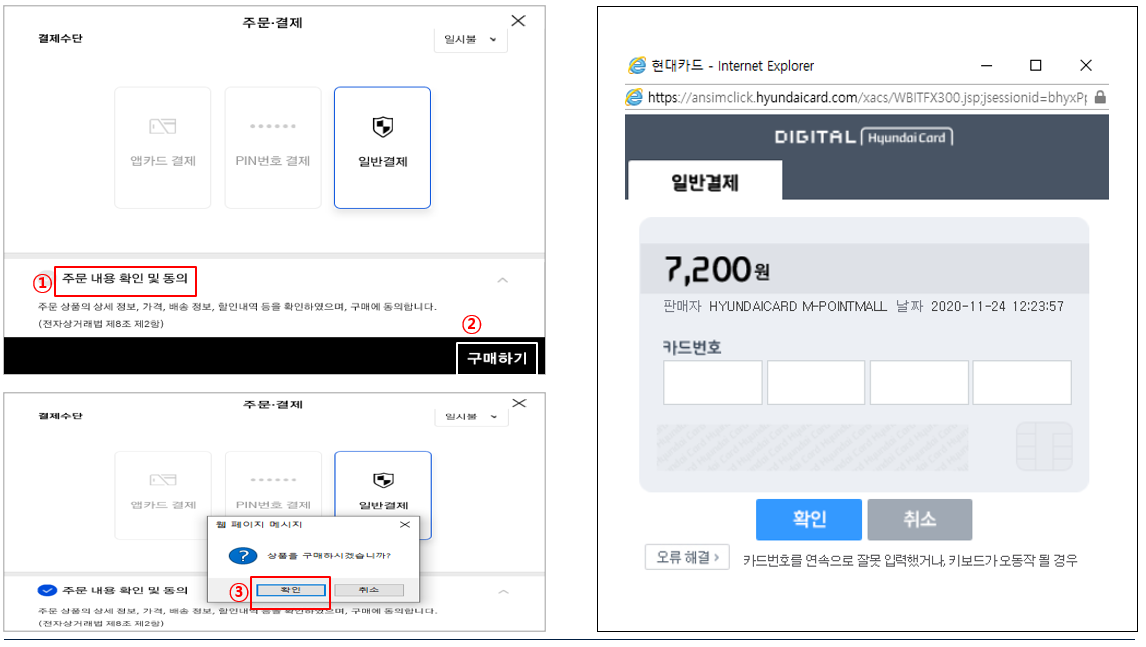 주문·결제
결제수단
일시불
앱카드 결제
PIN번호 결제
일반결제
① 주문 내용 확인 및 동의
주문 상품의 상세 정보, 가격, 배송 정보, 할인내역 등을 확인하였으며, 구매에 동의합니다.
(전자상거래법 제8조 제2항)
②
구매하기
주문·결제
결제수단
일시불
앱카드 결제
PIN번호 결제
일반결제
웹 페이지 메시지
? 상품을 구매하시겠습니까?
③ 확인
취소
주문 내용 확인 및 동의
주문 상품의 상세 정보, 가격, 배송 정보, 할인내역 등을 확인하였으며, 구매에 동의합니다.
(전자상거래법 제8조 제2항)
현대카드 - Internet Explorer
https://ansimclick.hyundaicard.com/xacs/WBITFX300.jsp;jsessionid=bhyxPp
DIGITAL HyundaiCard
일반결제
7,200원
판매자 HYUNDAICARD M-POINTMALL 날짜 2020-11-24 12:23:57
카드번호
확인
취소
오류 해결 >
카드번호를 연속으로 잘못 입력했거나, 키보드가 오동작 될 경우